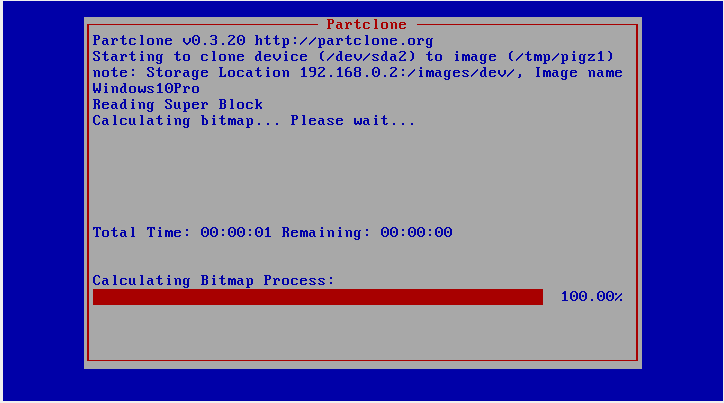 Partclone
Partclone v0.3.20 http://partclone.org
Starting to clone device (/dev/sda2) to image (/tmp/pigz1)
note: Storage Location 192.168.0.2:/images/dev/, Image name
Windows10Pro
Reading Super Block
Calculating bitmap... Please wait...
Total Time: 00:00:01 Remaining: 00:00:00
Calculating Bitmap Process:
100.00%